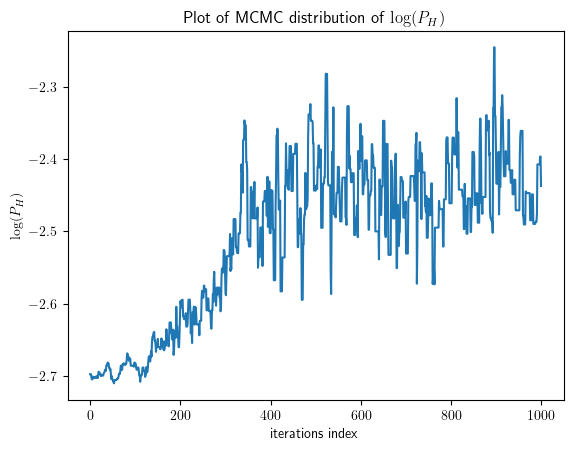 Plot of MCMC distribution of log(P_H)
log(P_H)
−2.3
−2.4
−2.5
−2.6
−2.7
0 200 400 600 800 1000
iterations index